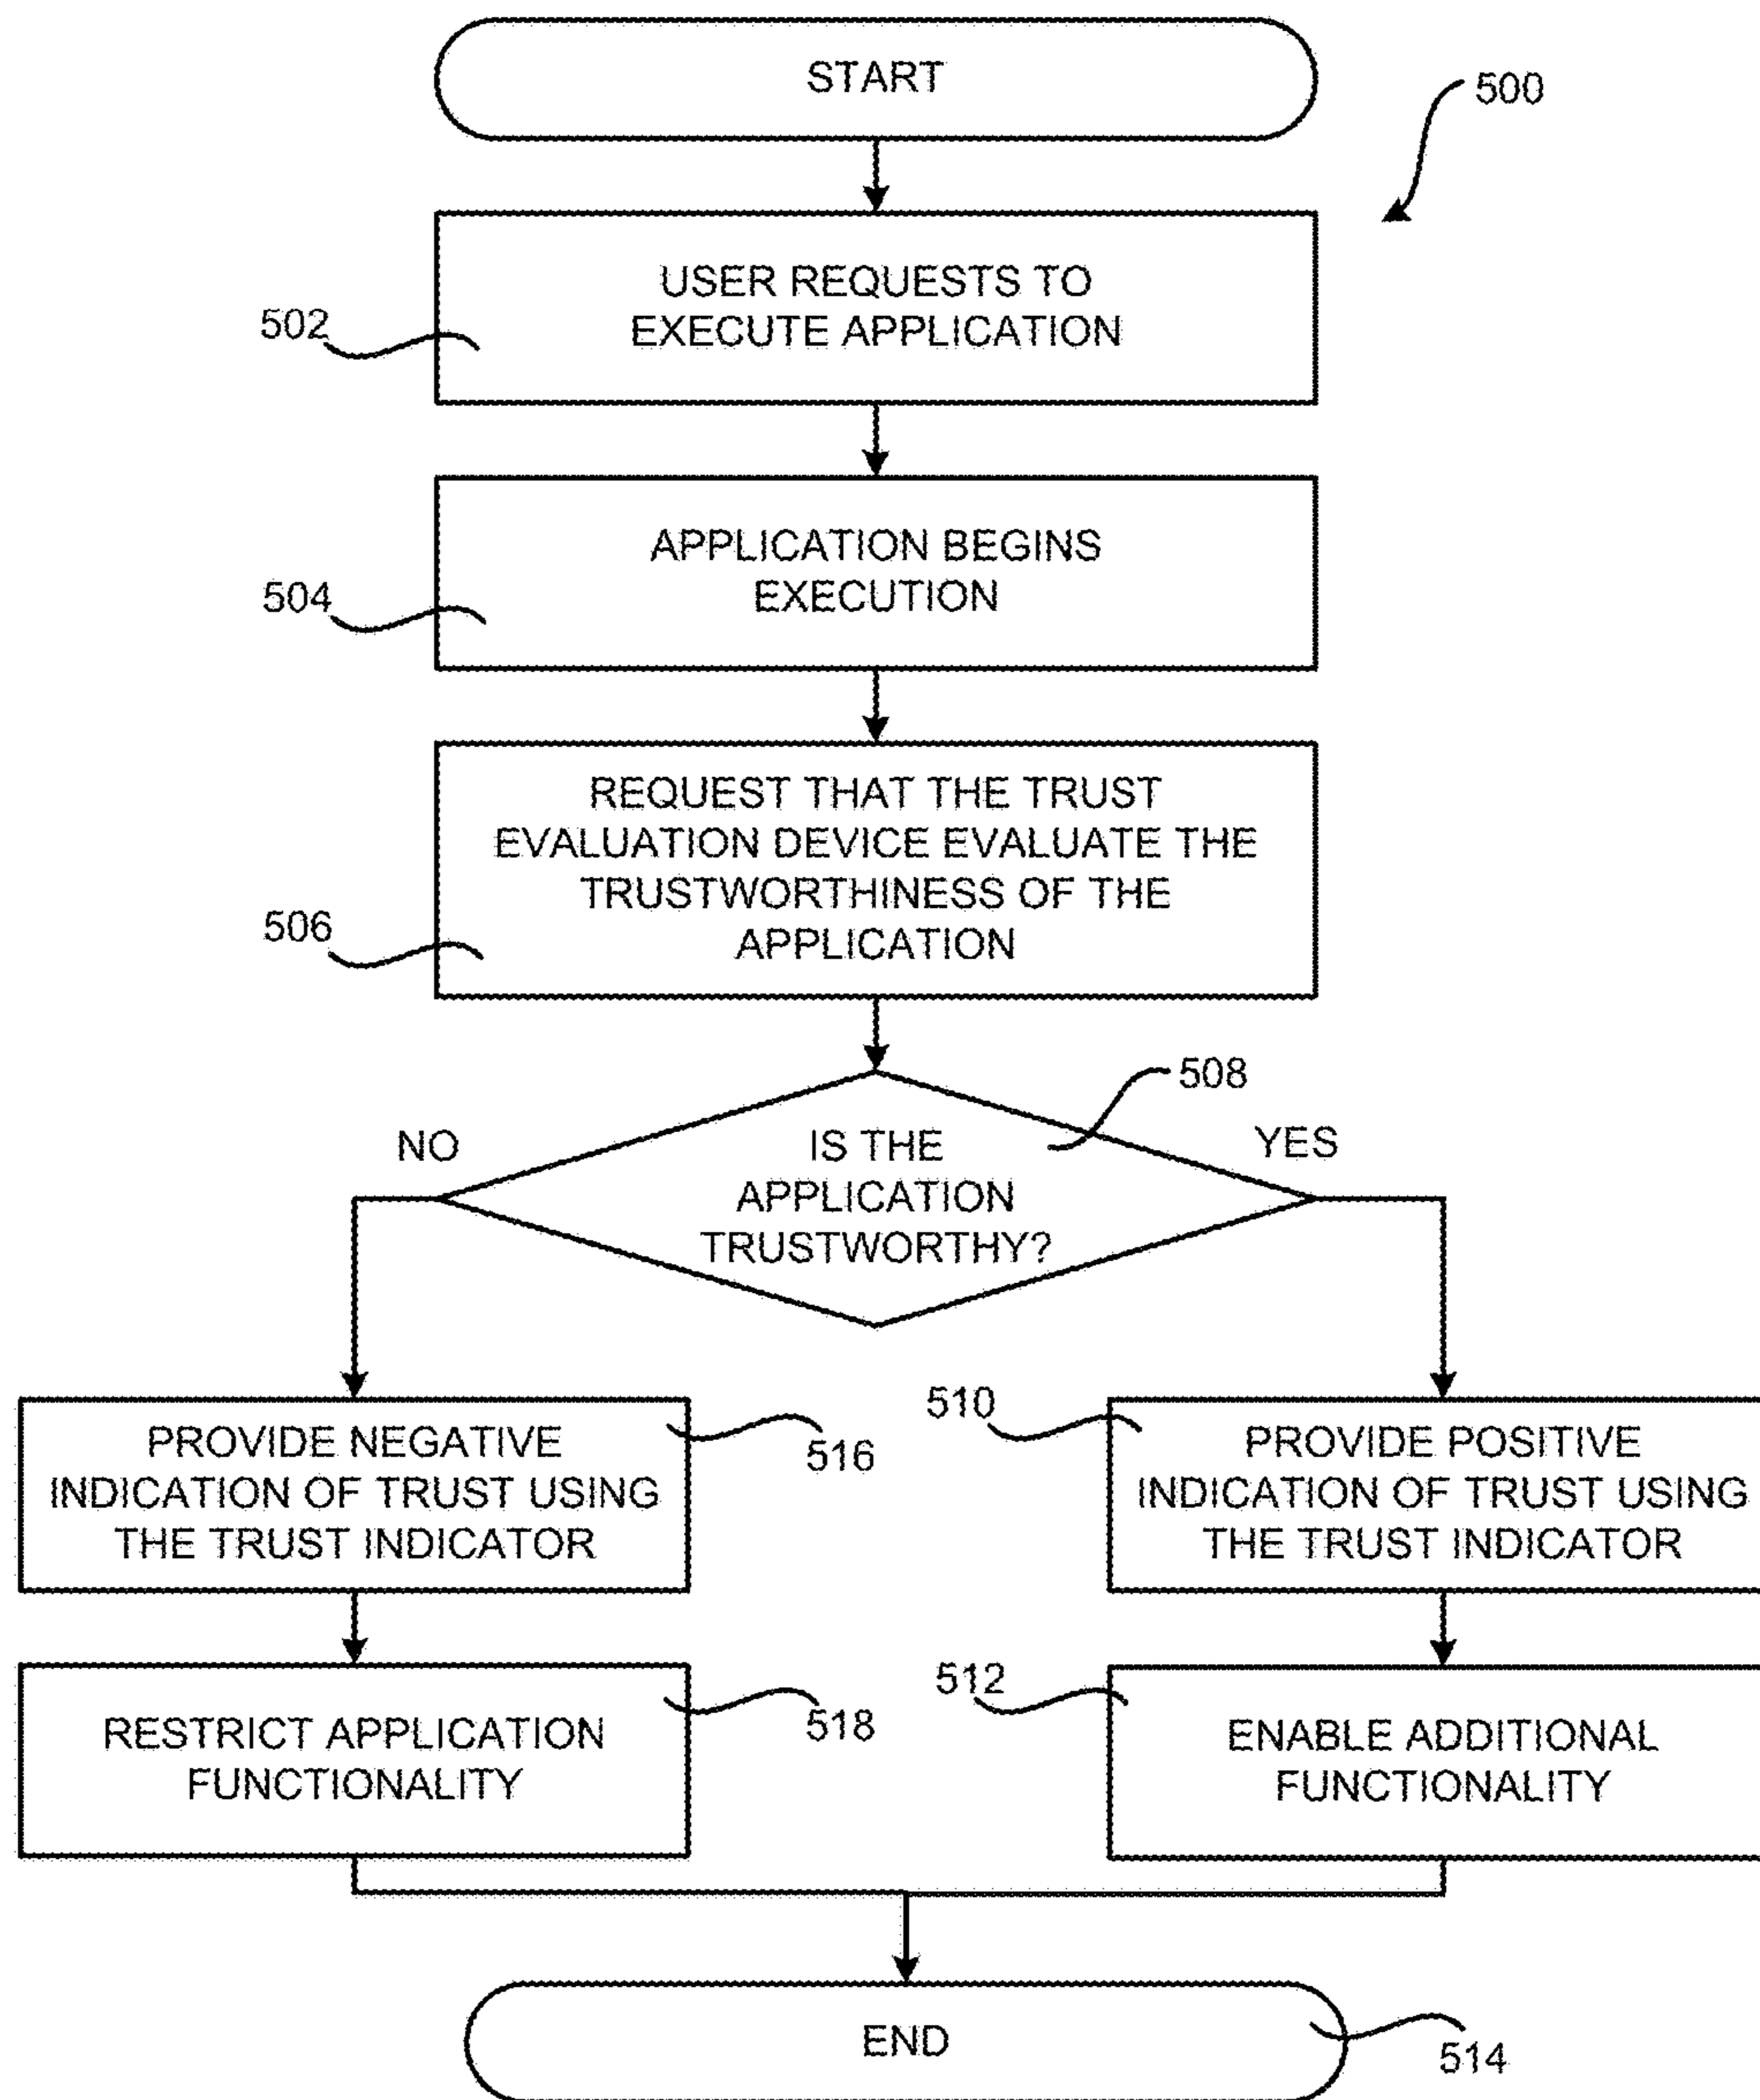 START
500
USER REQUESTS TO
EXECUTE APPLICATION
502
APPLICATION BEGINS
EXECUTION
504
REQUEST THAT THE TRUST
EVALUATION DEVICE EVALUATE THE
TRUSTWORTHINESS OF THE
APPLICATION
506
508
NO
IS THE
APPLICATION
TRUSTWORTHY?
YES
PROVIDE NEGATIVE
INDICATION OF TRUST USING
THE TRUST INDICATOR
516
510
PROVIDE POSITIVE
INDICATION OF TRUST USING
THE TRUST INDICATOR
RESTRICT APPLICATION
FUNCTIONALITY
518
512
ENABLE ADDITIONAL
FUNCTIONALITY
END
514